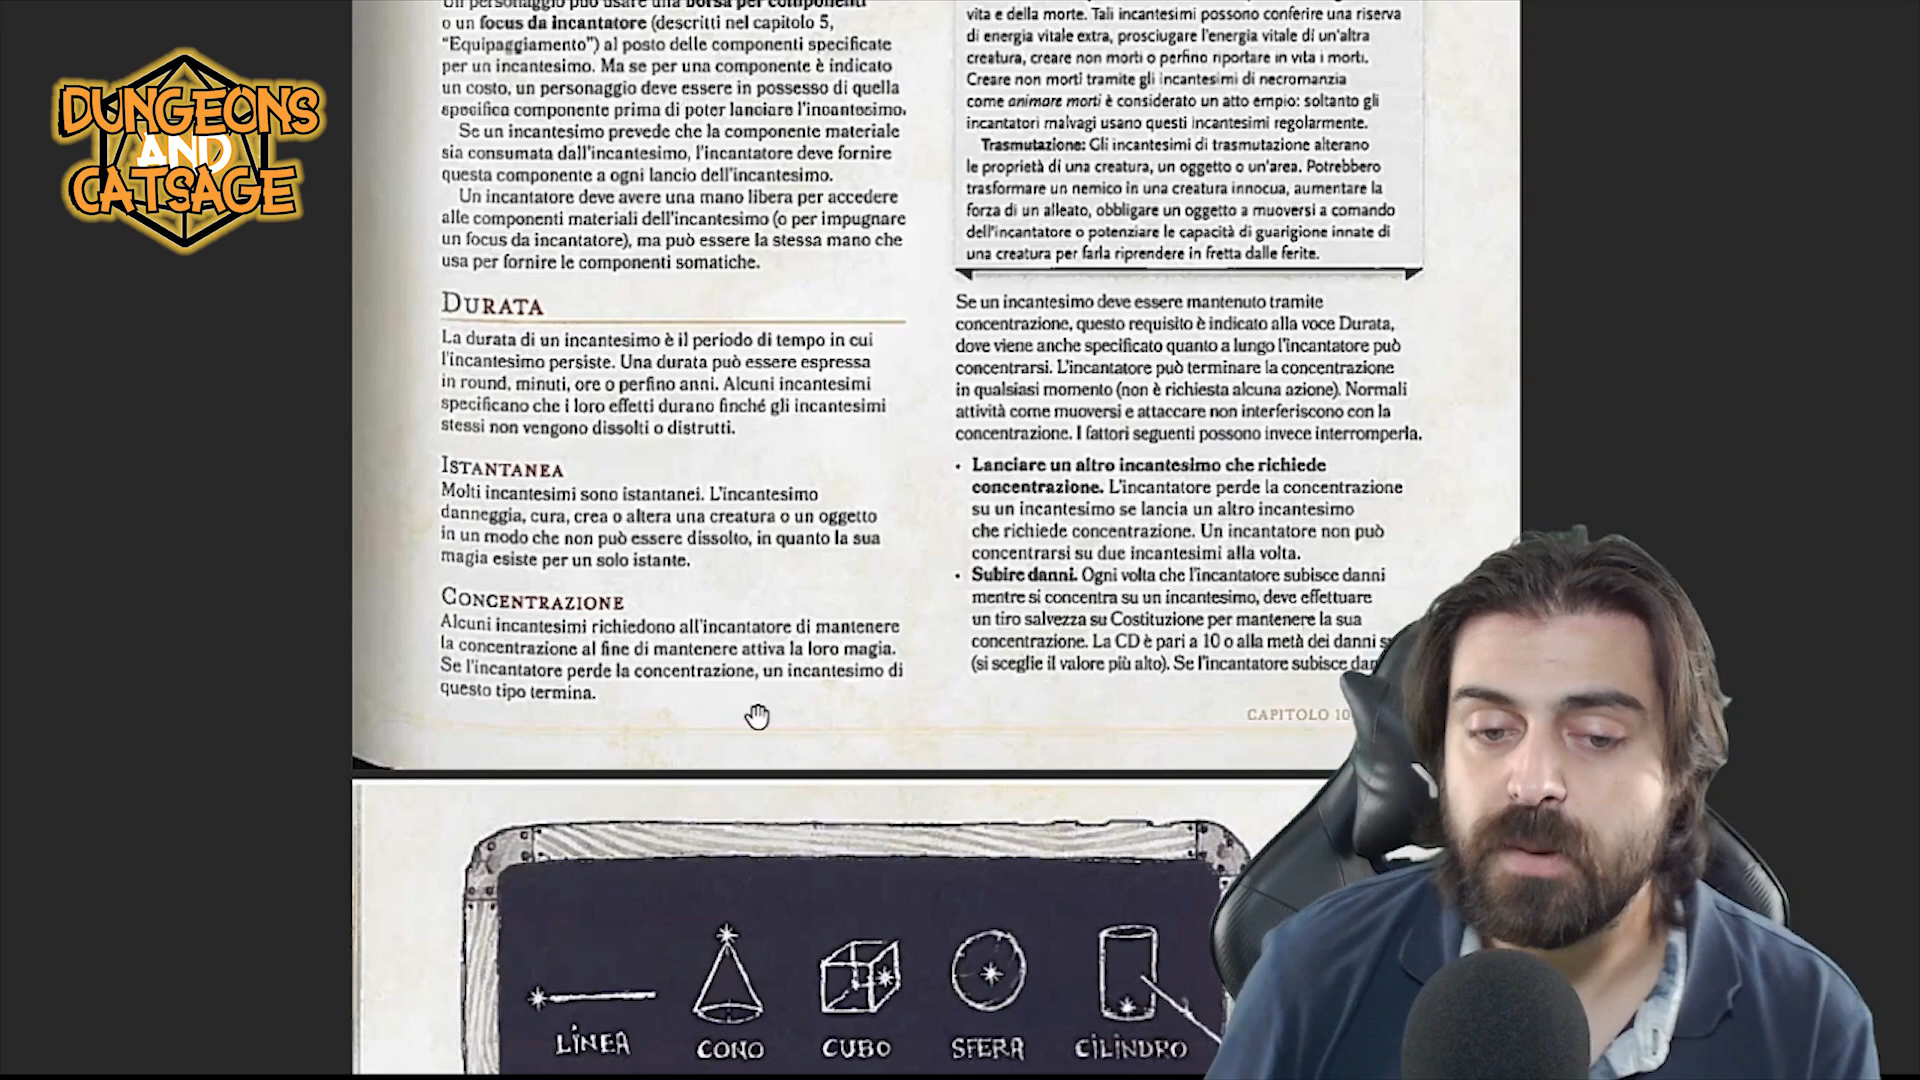 DUNGEONS
AND
CATSAGE
Un personaggio può usare una borsa per componenti
o un focus da incantatore (descritti nel capitolo 5,
“Equipaggiamento”) al posto delle componenti specificate
per un incantesimo. Ma se per una componente è indicato
un costo, un personaggio deve essere in possesso di quella
specifica componente prima di poter lanciare l'incantesimo.
Se un incantesimo prevede che la componente materiale
sia consumata dall'incantesimo, l'incantatore deve fornire
questa componente a ogni lancio dell'incantesimo.
Un incantatore deve avere una mano libera per accedere
alle componenti materiali dell'incantesimo (o per impugnare
un focus da incantatore), ma può essere la stessa mano che
usa per fornire le componenti somatiche.
DURATA
La durata di un incantesimo è il periodo di tempo in cui
l'incantesimo persiste. Una durata può essere espressa
in round, minuti, ore o perfino anni. Alcuni incantesimi
specificano che i loro effetti durano finché gli incantesimi
stessi non vengono dissolti o distrutti.
ISTANTANEA
Molti incantesimi sono istantanei. L'incantesimo
danneggia, cura, crea o altera una creatura o un oggetto
in un modo che non può essere dissolto, in quanto la sua
magia esiste per un solo istante.
CONCENTRAZIONE
Alcuni incantesimi richiedono all'incantatore di mantenere
la concentrazione al fine di mantenere attiva la loro magia.
Se l'incantatore perde la concentrazione, un incantesimo di
questo tipo termina.
vita e della morte. Tali incantesimi possono conferire una riserva
di energia vitale extra, prosciugare l'energia vitale di un'altra
creatura, creare non morti o perfino riportare in vita i morti.
Creare non morti tramite gli incantesimi di necromanzia
come animare morti è considerato un atto empio: soltanto gli
incantatori malvagi usano questi incantesimi regolarmente.
Trasmutazione: Gli incantesimi di trasmutazione alterano
le proprietà di una creatura, un oggetto o un'area. Potrebbero
trasformare un nemico in una creatura innocua, aumentare la
forza di un alleato, obbligare un oggetto a muoversi a comando
dell'incantatore o potenziare le capacità di guarigione innate di
una creatura per farla riprendere in fretta dalle ferite.
Se un incantesimo deve essere mantenuto tramite
concentrazione, questo requisito è indicato alla voce Durata,
dove viene anche specificato quanto a lungo l'incantatore può
concentrarsi. L'incantatore può terminare la concentrazione
in qualsiasi momento (non è richiesta alcuna azione). Normali
attività come muoversi e attaccare non interferiscono con la
concentrazione. I fattori seguenti possono invece interromperla.
• Lanciare un altro incantesimo che richiede
concentrazione. L'incantatore perde la concentrazione
su un incantesimo se lancia un altro incantesimo
che richiede concentrazione. Un incantatore non può
concentrarsi su due incantesimi alla volta.
• Subire danni. Ogni volta che l'incantatore subisce danni
mentre si concentra su un incantesimo, deve effettuare
un tiro salvezza su Costituzione per mantenere la sua
concentrazione. La CD è pari a 10 o alla metà dei danni
(si sceglie il valore più alto). Se l'incantatore subisce
CAPITOLO 10
LINEA
CONO
CUBO
SFERA
CILINDRO